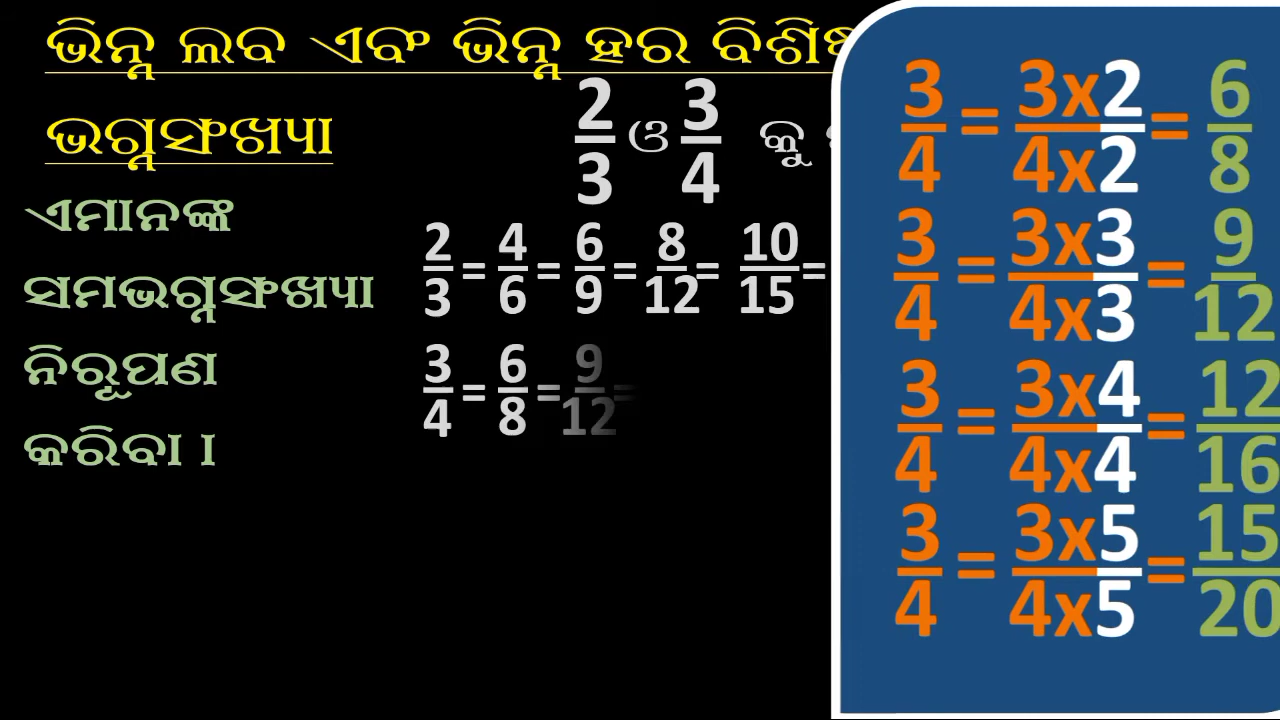 ଭିନ୍ନ ଲବ ଏବଂ ଭିନ୍ନ ହର
ଭଗ୍ନସଂଖ୍ୟା 2/3 ଓ 3/4 କୁ
ଏମାନଙ୍କ
ସମଭଗ୍ନସଂଖ୍ୟା 2/3 = 4/6 = 6/9 = 8/12 = 10/15 =
ନିରୂପଣ 3/4 = 6/8 = 9/12 =
କରିବା ।
3/4 = 3x2/4x2 = 6/8
3/4 = 3x3/4x3 = 9/12
3/4 = 3x4/4x4 = 12/16
3/4 = 3x5/4x5 = 15/20